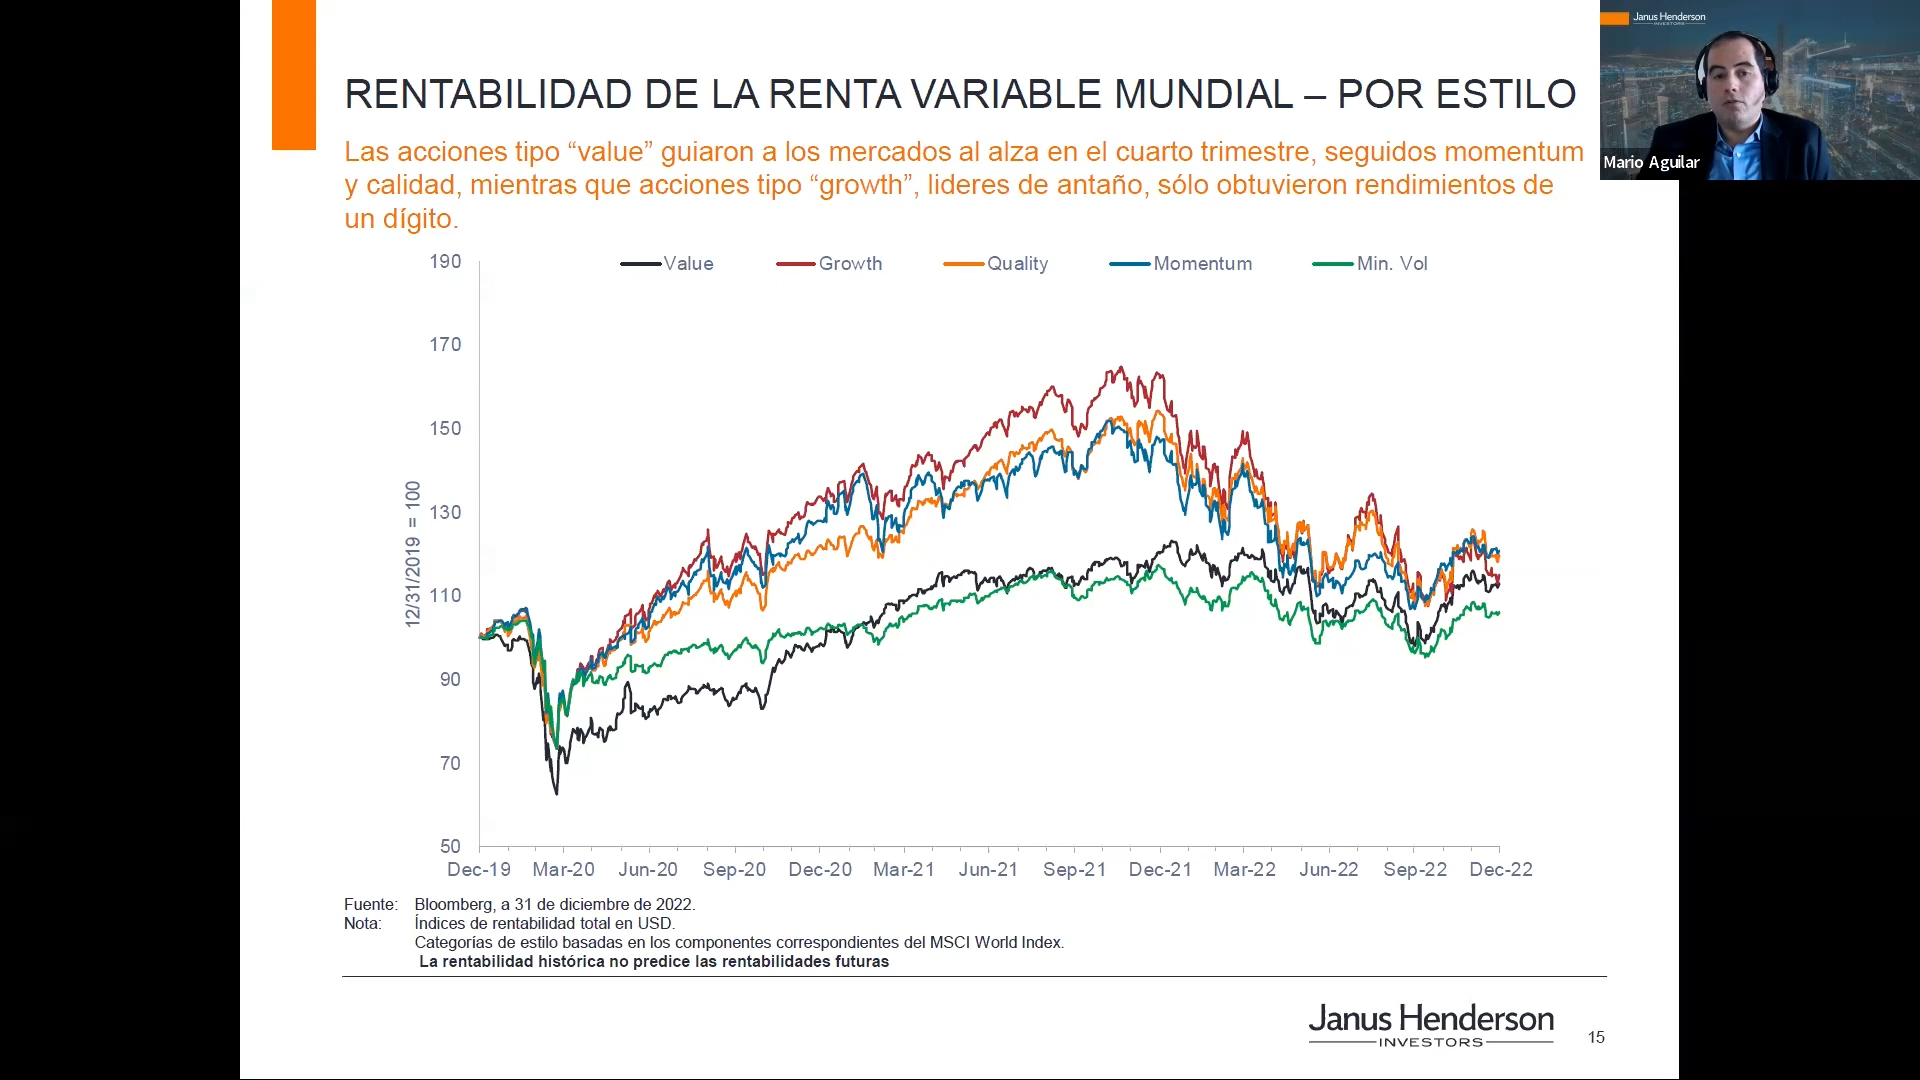 Janus Henderson
INVESTORS
Mario Aguilar
RENTABILIDAD DE LA RENTA VARIABLE MUNDIAL – POR ESTILO
Las acciones tipo “value” guiaron a los mercados al alza en el cuarto trimestre, seguidos momentum
y calidad, mientras que acciones tipo “growth”, lideres de antaño, sólo obtuvieron rendimientos de
un dígito.
Value Growth Quality Momentum Min. Vol
12/31/2019 = 100
190
170
150
130
110
90
70
50
Dec-19 Mar-20 Jun-20 Sep-20 Dec-20 Mar-21 Jun-21 Sep-21 Dec-21 Mar-22 Jun-22 Sep-22 Dec-22
Fuente: Bloomberg, a 31 de diciembre de 2022.
Nota: Índices de rentabilidad total en USD.
Categorías de estilo basadas en los componentes correspondientes del MSCI World Index.
La rentabilidad histórica no predice las rentabilidades futuras
Janus Henderson
INVESTORS
15